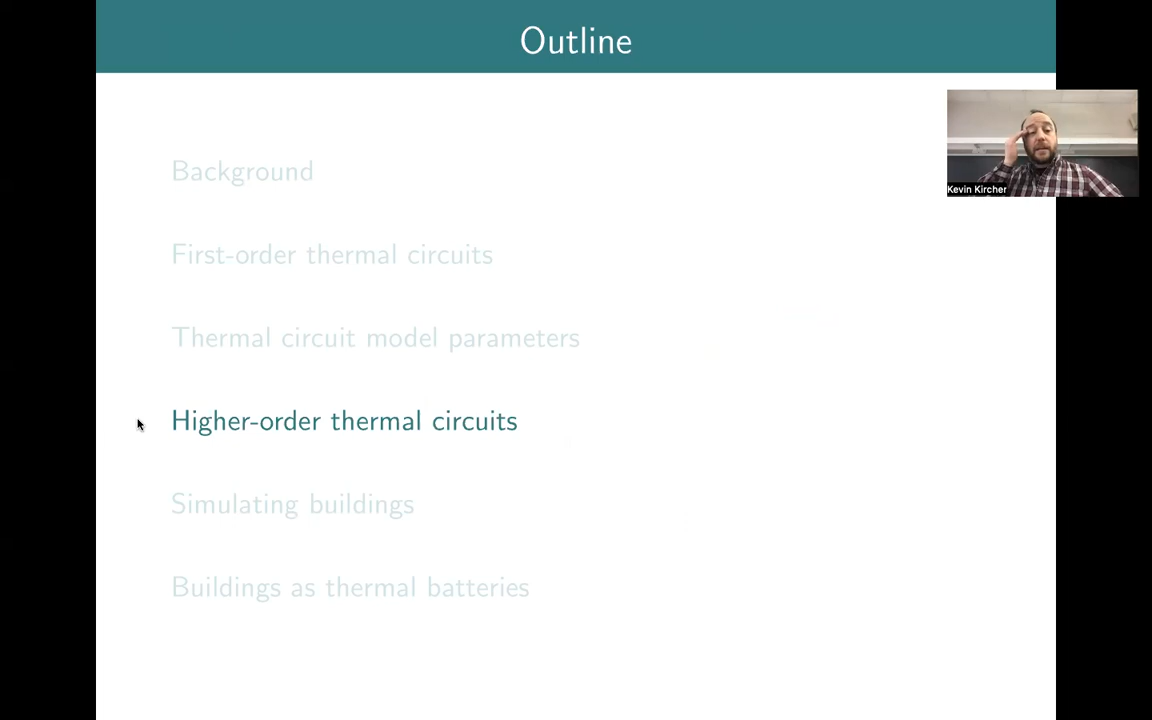 Outline
Background
First-order thermal circuits
Thermal circuit model parameters
Higher-order thermal circuits
Simulating buildings
Buildings as thermal batteries
Kevin Kircher